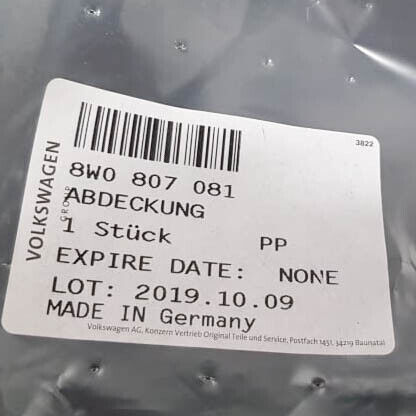 3822
VOLKSWAGEN
GROUP
8W0 807 081
ABDECKUNG
1 Stück PP
EXPIRE DATE: NONE
LOT: 2019.10.09
MADE IN Germany
Volkswagen AG, Konzern Vertrieb Original Teile und Service, Postfach 1451, 34219 Baunatal